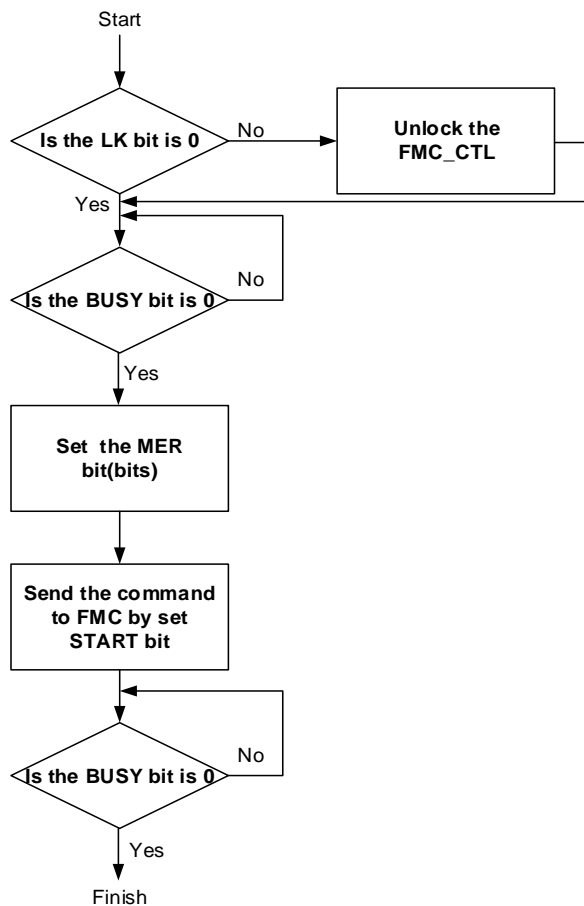 Start
Is the LK bit is 0
No
Unlock the
FMC_CTL
Yes
No
Is the BUSY bit is 0
Yes
Set  the MER
bit(bits)
Send the command
to FMC by set
START bit
No
Is the BUSY bit is 0
Yes
Finish